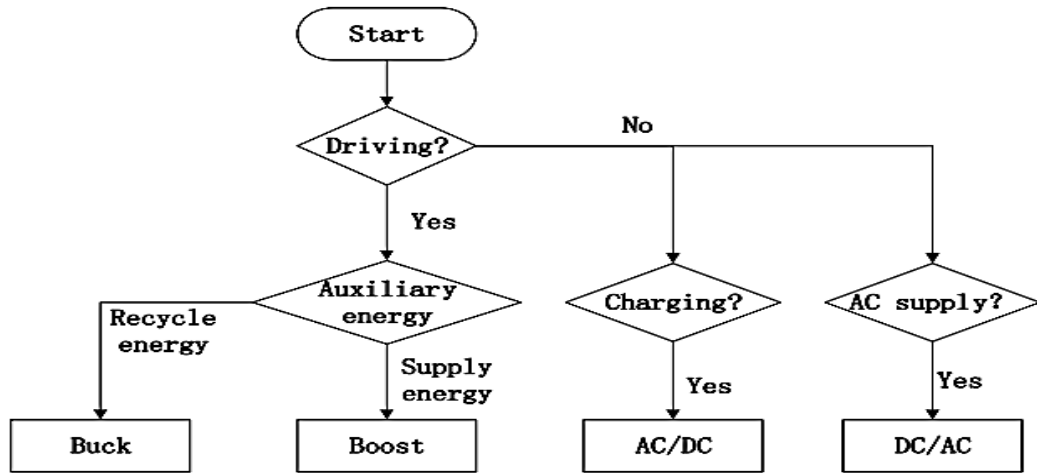 Start
Driving?
No
Yes
Auxiliary
energy
Charging?
AC supply?
Recycle
energy
Supply
energy
Yes
Yes
Buck
Boost
AC/DC
DC/AC